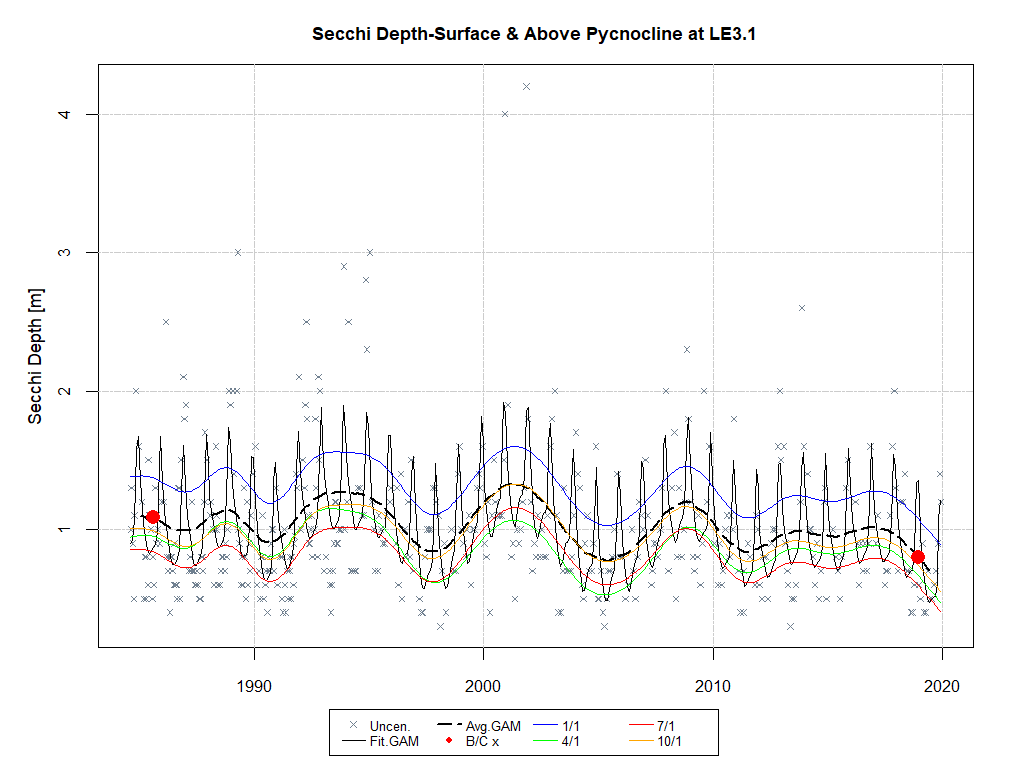 Secchi Depth-Surface & Above Pycnocline at LE3.1
Secchi Depth [m]
4
3
2
1
1990 2000 2010 2020
Uncen. Avg.GAM 1/1 7/1
Fit.GAM B/C x 4/1 10/1